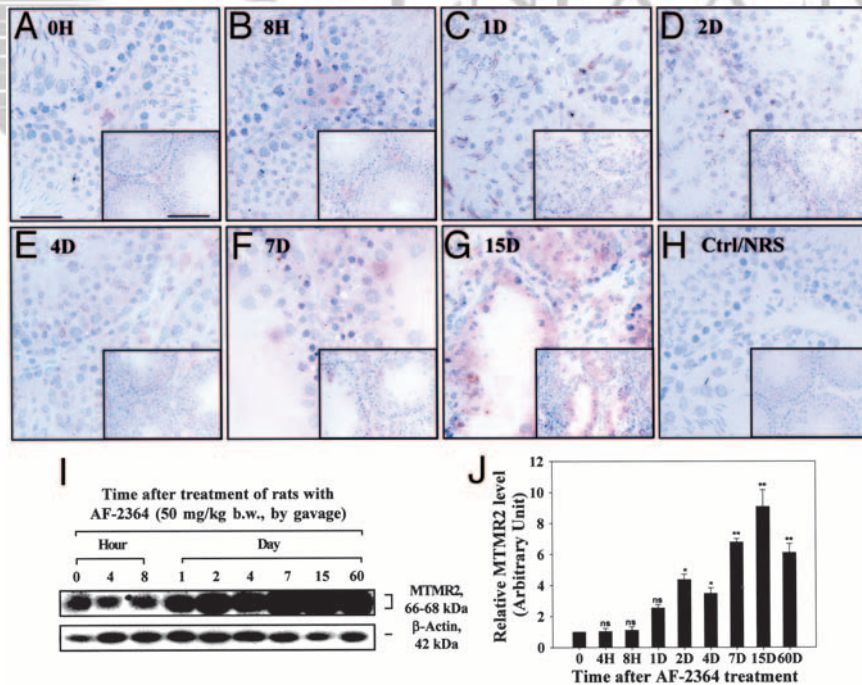 A 0H
B 8H
C 1D
D 2D
E 4D
F 7D
G 15D
H Ctrl/NRS
I
Time after treatment of rats with
AF-2364 (50 mg/kg b.w., by gavage)
Hour Day
0 4 8 1 2 4 7 15 60
MTMR2,
66-68 kDa
β-Actin,
42 kDa
J
Relative MTMR2 level
(Arbitrary Unit)
12
10
8
6
4
2
0
ns ns ns * * ** ** **
0 4H 8H 1D 2D 4D 7D 15D 60D
Time after AF-2364 treatment